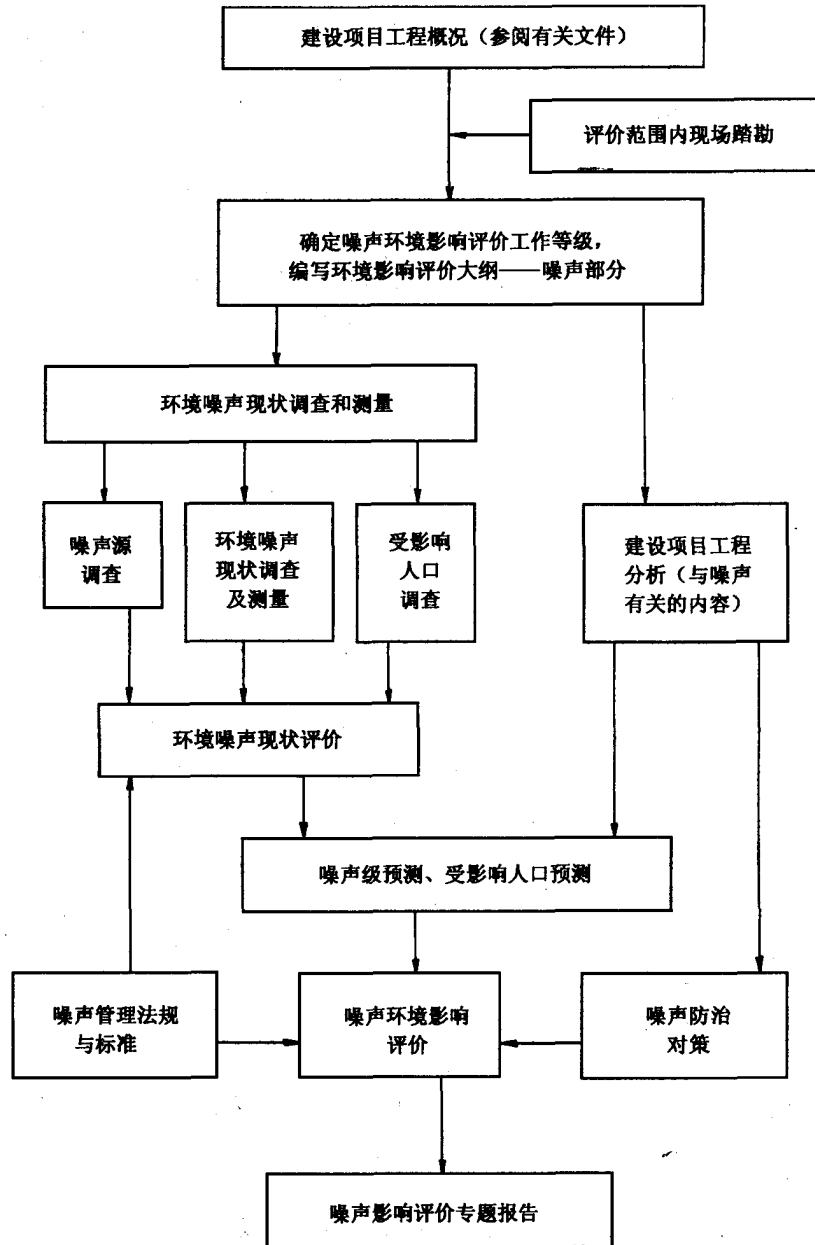 建设项目工程概况（参阅有关文件）
评价范围内现场踏勘
确定噪声环境影响评价工作等级，
编写环境影响评价大纲——噪声部分
环境噪声现状调查和测量
噪声源
调查
环境噪声
现状调查
及测量
受影响
人口
调查
建设项目工程
分析（与噪声
有关的内容）
环境噪声现状评价
噪声级预测、受影响人口预测
噪声管理法规
与标准
噪声环境影响
评价
噪声防治
对策
噪声影响评价专题报告